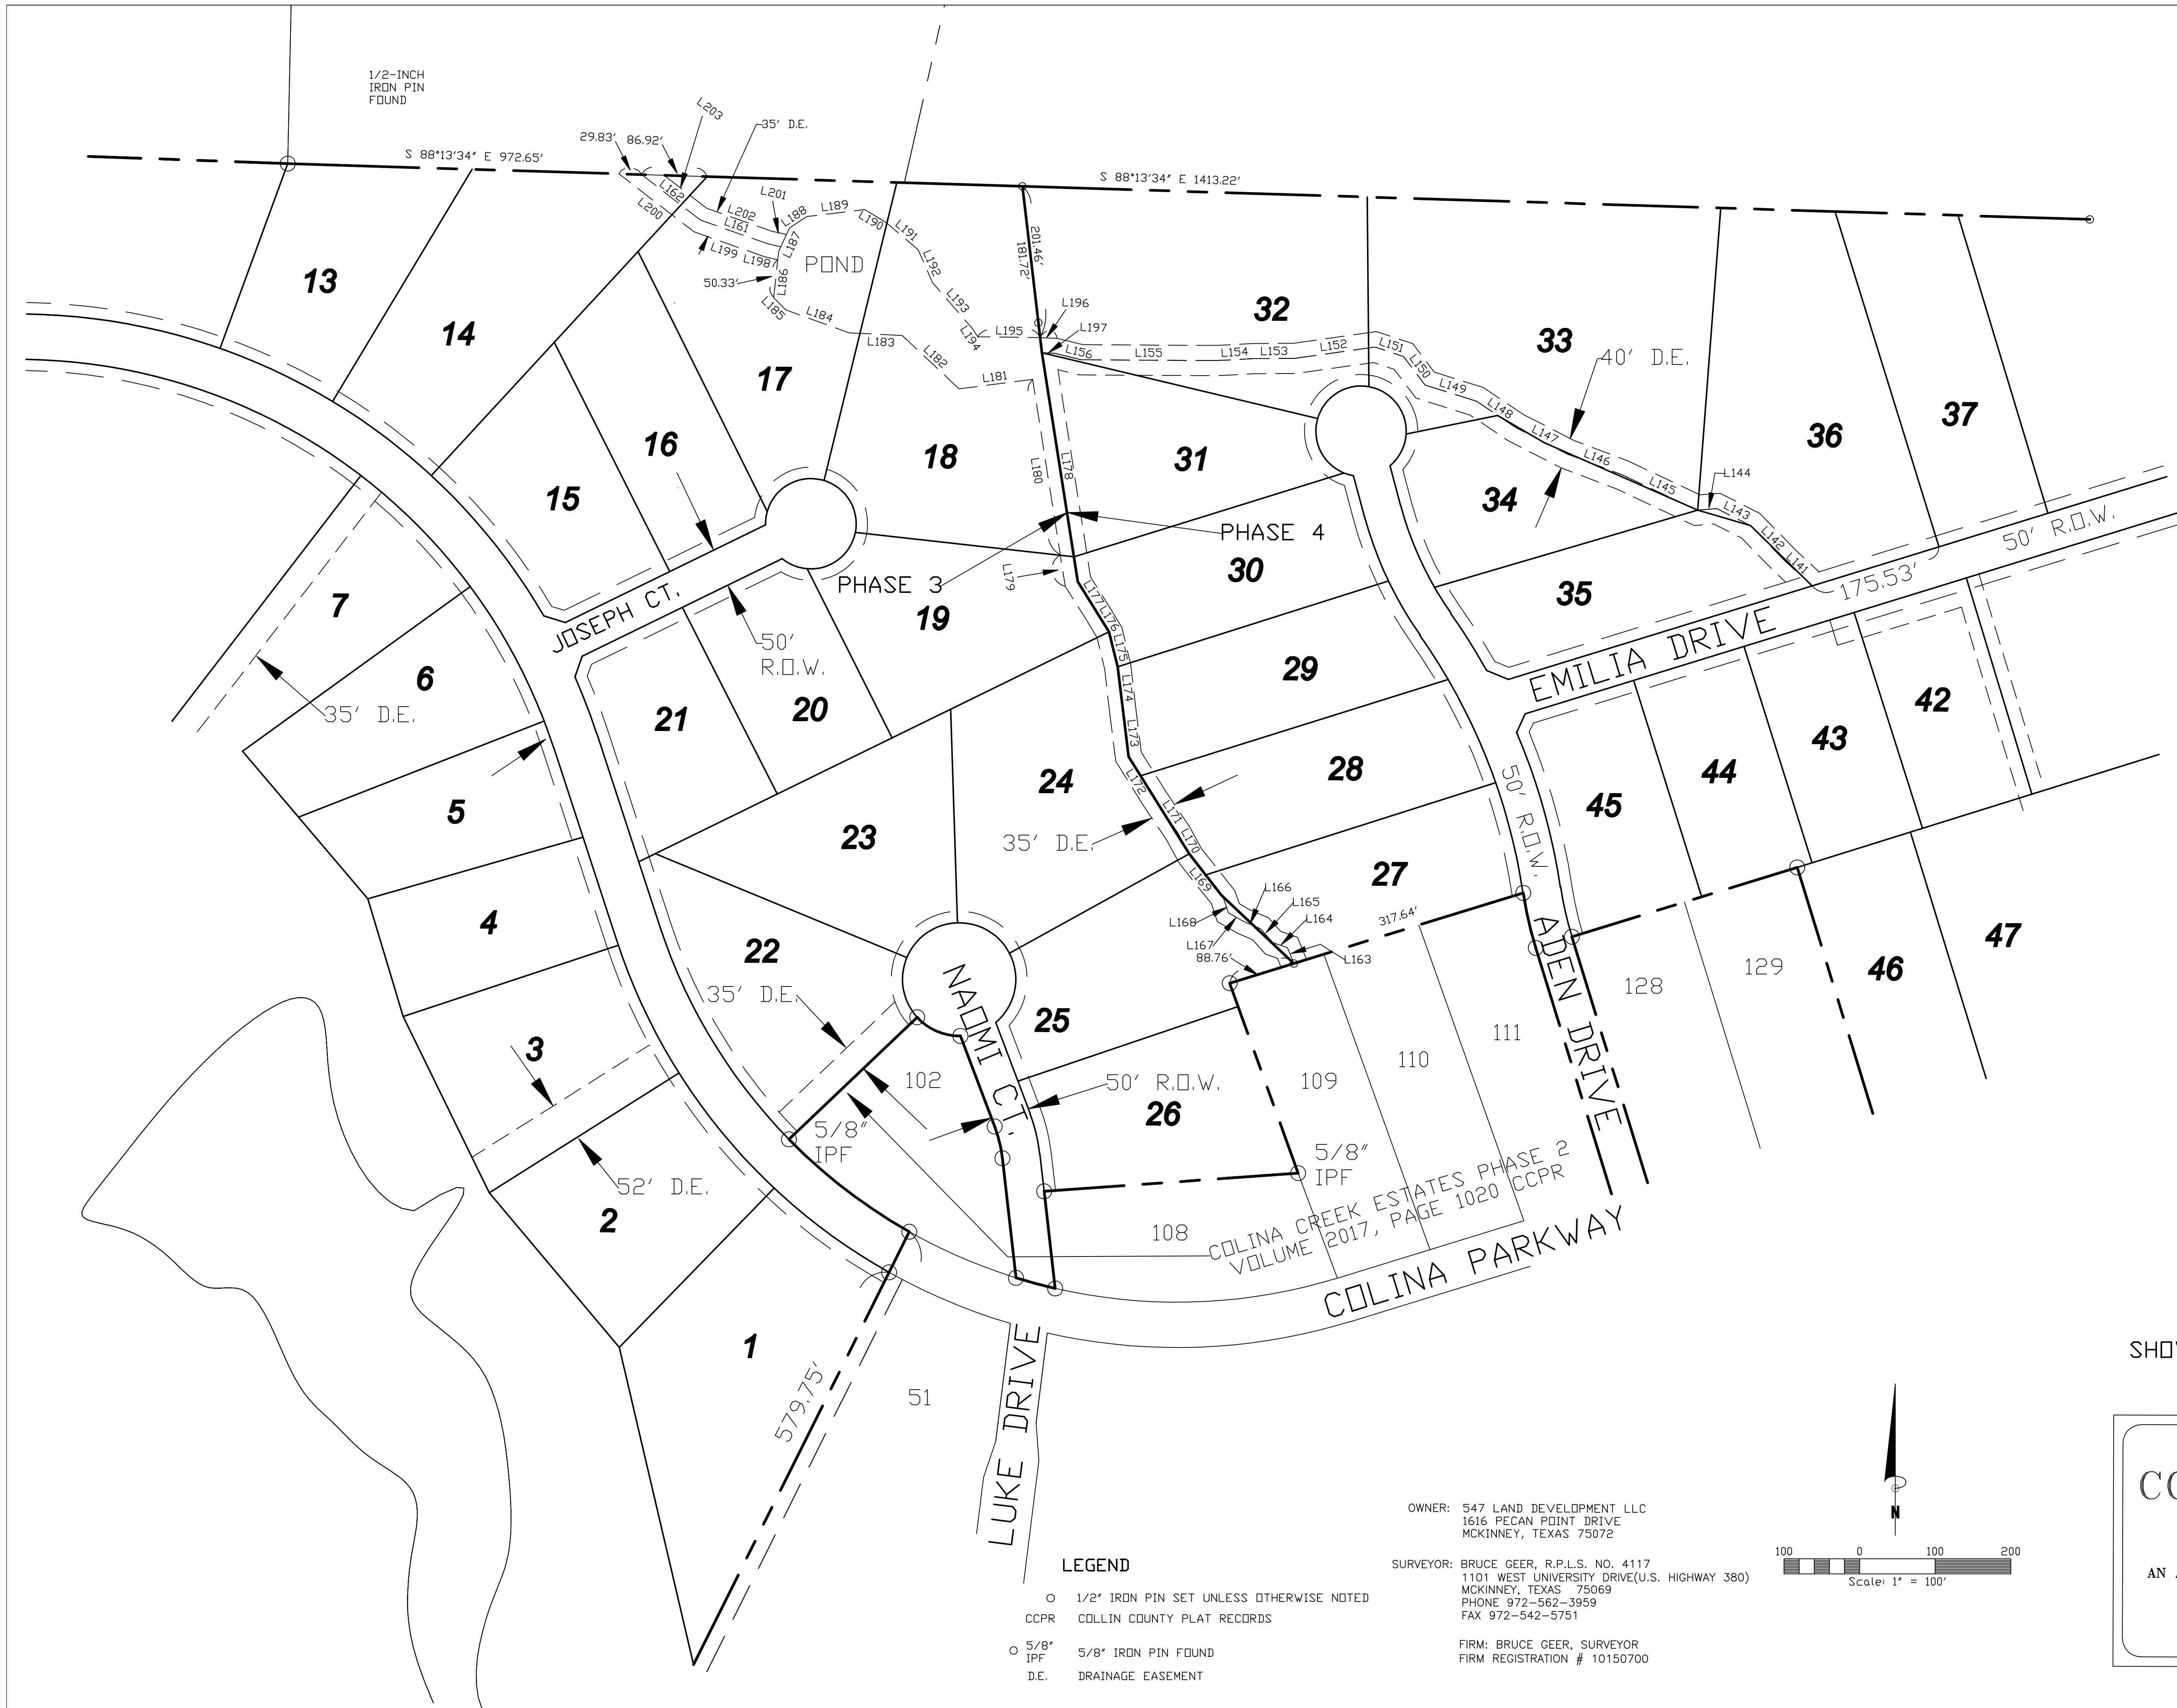 1/2-INCH
IRON PIN
FOUND
L203
35' D.E.
29.83'
86.92'
S 88°13'34" E 972.65'
S 88°13'34" E 1413.22'
L162
L200
L201
L202
L161
L199
L198
L188
L189
L190
L191
L187
L186
L192
POND
50.33'
L185
L184
L193
L194
L183
L182
L181
L195
201.46'
181.72'
L196
L197
L156
L155
L154
L153
L152
L151
L150
L149
L148
L147
L146
L145
L144
L143
L142
L141
40' D.E.
13
14
15
16
17
18
32
33
31
34
36
37
L180
L178
PHASE 4
PHASE 3
L179
L177
L176
L175
L174
L173
L172
L171
L170
L169
30
35
50' R.O.W.
175.53'
EMILIA DRIVE
7
6
35' D.E.
JOSEPH CT.
50'
R.O.W.
19
20
21
29
28
24
23
5
4
35' D.E.
27
317.64'
L166
L165
L164
L168
L167
88.76'
L163
50' R.O.W.
ADEN DRIVE
42
43
44
45
46
47
128
129
22
35' D.E.
NAOMI C
25
3
102
50' R.O.W.
26
109
110
111
5/8"
IPF
5/8"
IPF
52' D.E.
2
108
COLINA CREEK ESTATES PHASE 2
VOLUME 2017, PAGE 1020 CCPR
COLINA PARKWAY
1
579.75'
51
LUKE DRIVE
SHO
CO
AN
N
100 0 100 200
Scale: 1" = 100'
OWNER: 547 LAND DEVELOPMENT LLC
1616 PECAN POINT DRIVE
MCKINNEY, TEXAS 75072
SURVEYOR: BRUCE GEER, R.P.L.S. NO. 4117
1101 WEST UNIVERSITY DRIVE(U.S. HIGHWAY 380)
MCKINNEY, TEXAS 75069
PHONE 972-562-3959
FAX 972-542-5751
FIRM: BRUCE GEER, SURVEYOR
FIRM REGISTRATION # 10150700
LEGEND
1/2" IRON PIN SET UNLESS OTHERWISE NOTED
CCPR COLLIN COUNTY PLAT RECORDS
5/8"
IPF 5/8" IRON PIN FOUND
D.E. DRAINAGE EASEMENT